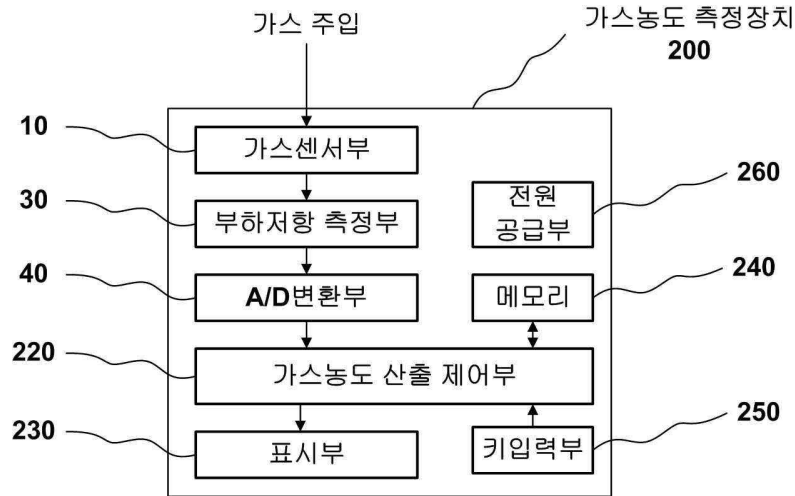 가스 주입
가스농도 측정장치
200
10
가스센서부
30
부하저항 측정부
전원
공급부
260
40
A/D변환부
메모리
240
220
가스농도 산출 제어부
230
표시부
키입력부
250